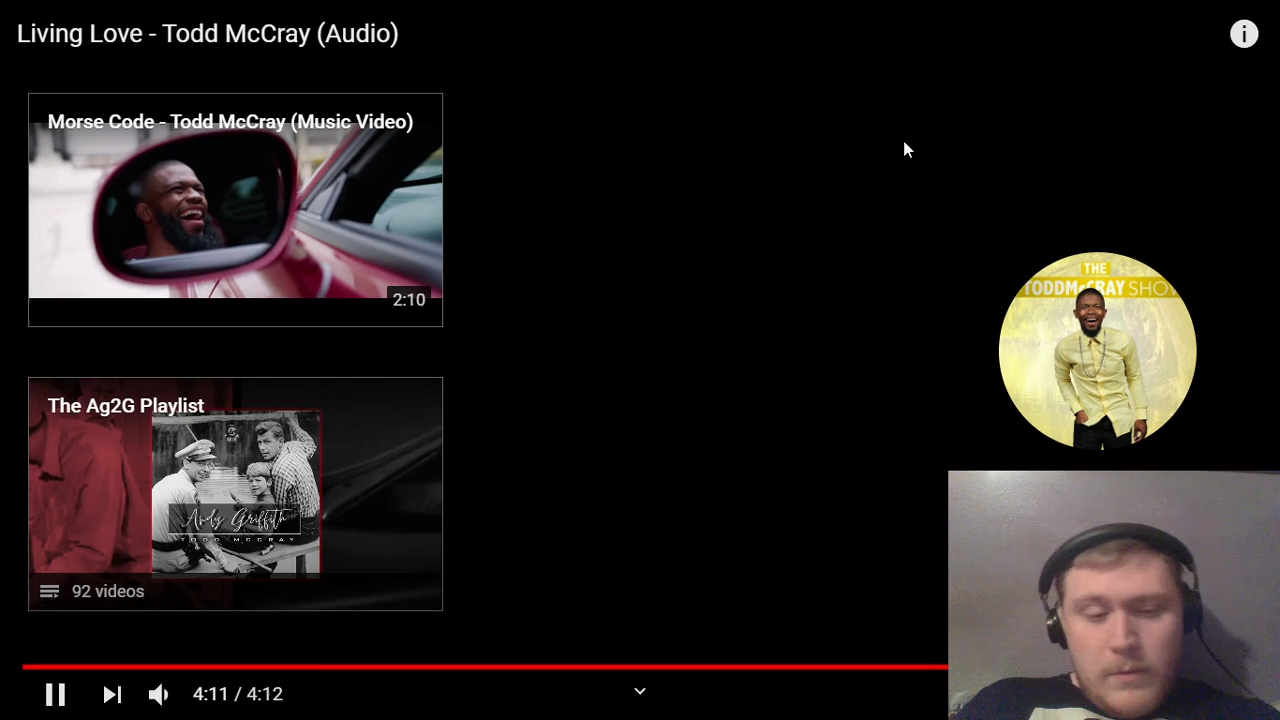 Living Love - Todd McCray (Audio)
i
Morse Code - Todd McCray (Music Video)
2:10
The Ag2G Playlist
Andy Griffith
TODD MCCRAY
92 videos
THE
TODDMcCRAY SHOW
4:11 / 4:12